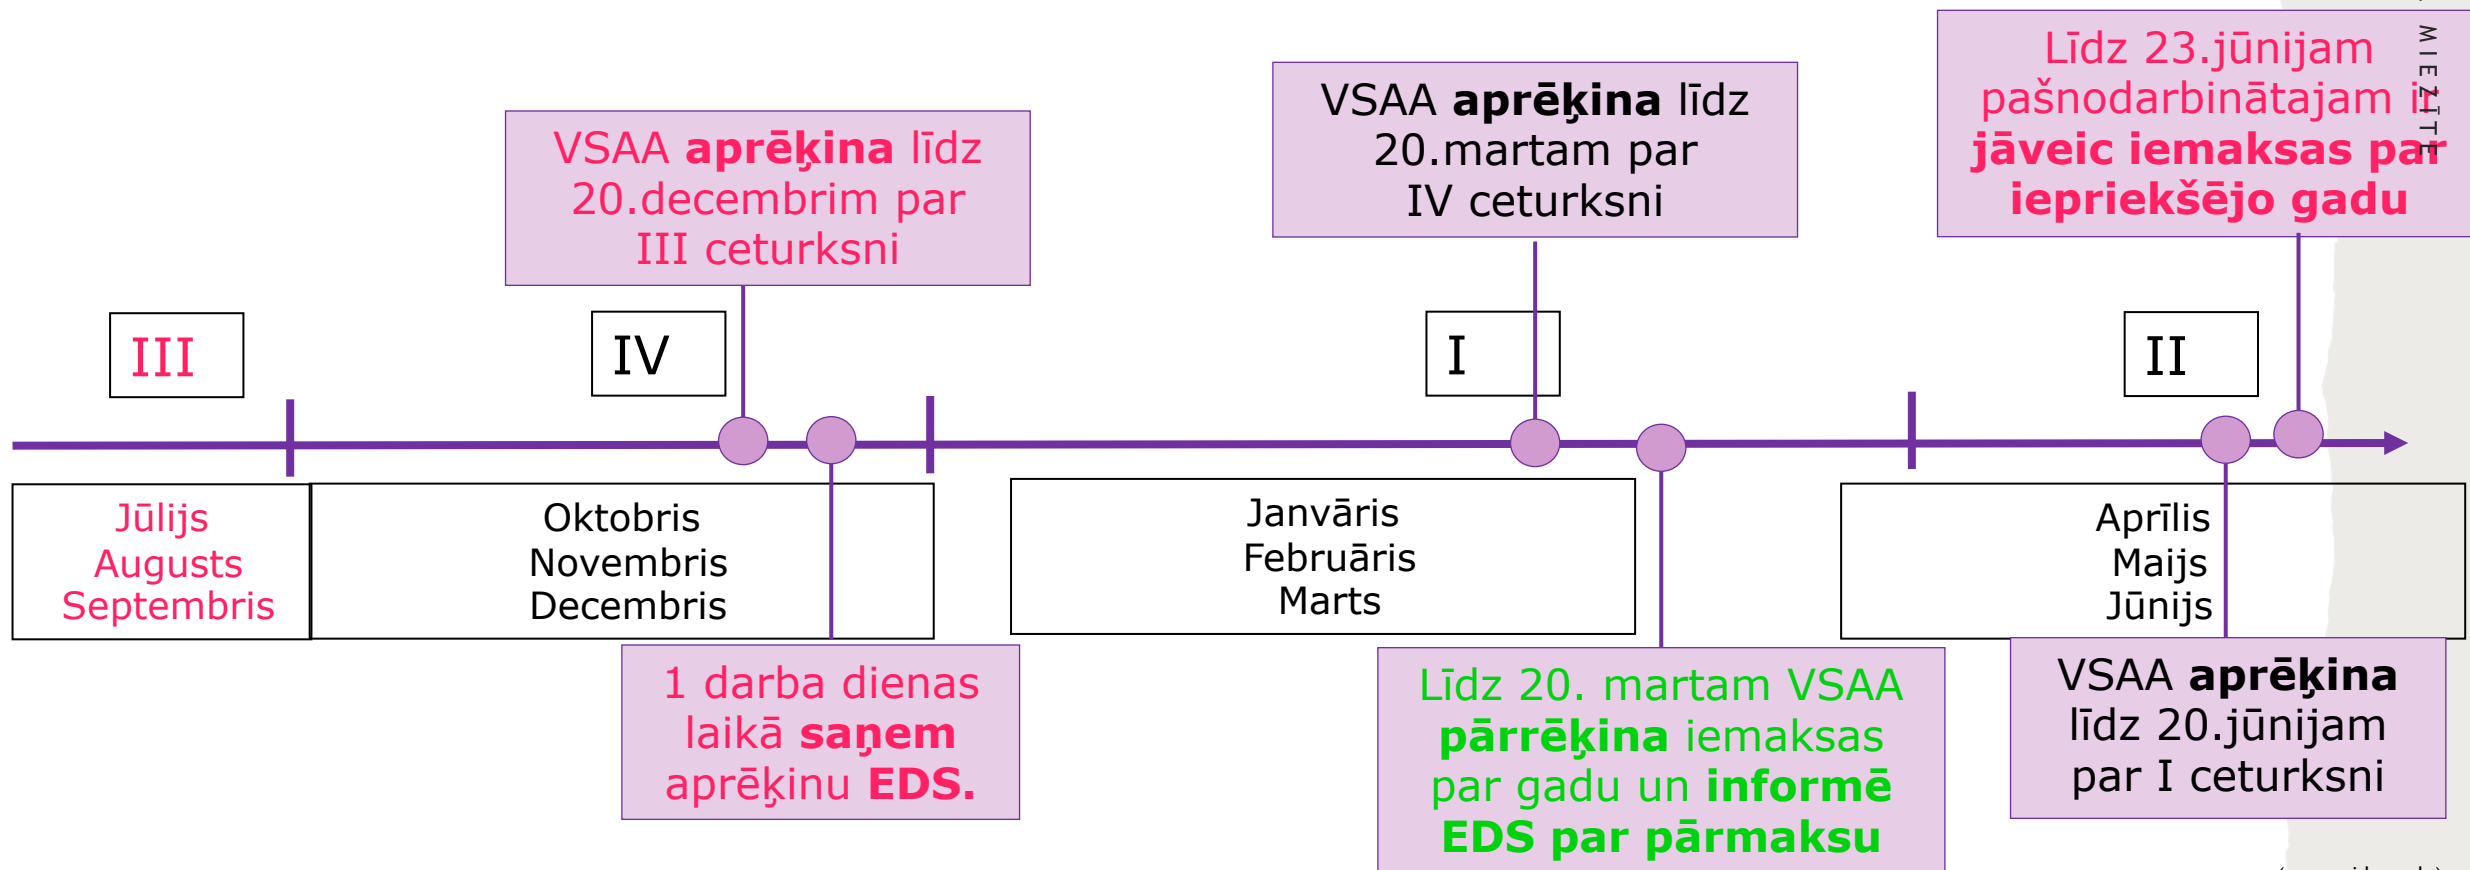 MIEZĪTE
VSAA aprēķina līdz
20.decembrim par
III ceturksni
VSAA aprēķina līdz
20.martam par
IV ceturksni
Līdz 23.jūnijam
pašnodarbinātajam ir
jāveic iemaksas par
iepriekšējo gadu
III
IV
I
II
Jūlijs
Augusts
Septembris
Oktobris
Novembris
Decembris
Janvāris
Februāris
Marts
Aprīlis
Maijs
Jūnijs
1 darba dienas
laikā saņem
aprēķinu EDS.
Līdz 20. martam VSAA
pārrēķina iemaksas
par gadu un informē
EDS par pārmaksu
VSAA aprēķina
līdz 20.jūnijam
par I ceturksni